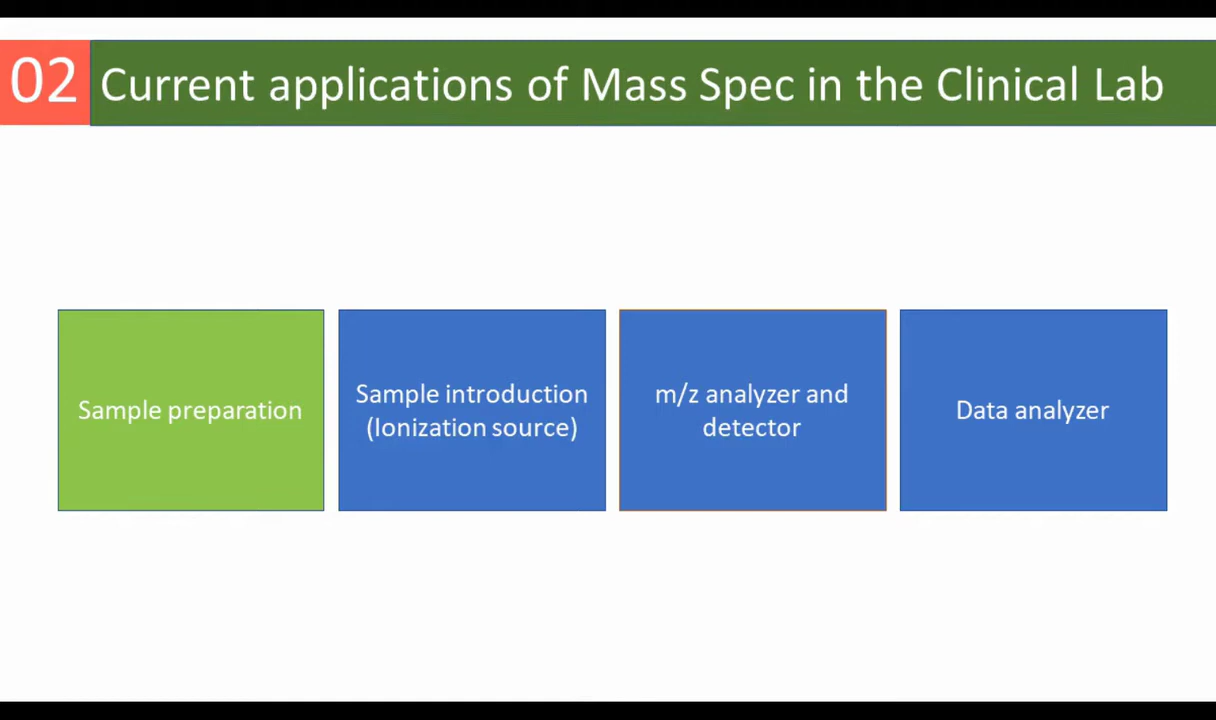 02 Current applications of Mass Spec in the Clinical Lab
Sample preparation
Sample introduction
(Ionization source)
m/z analyzer and
detector
Data analyzer